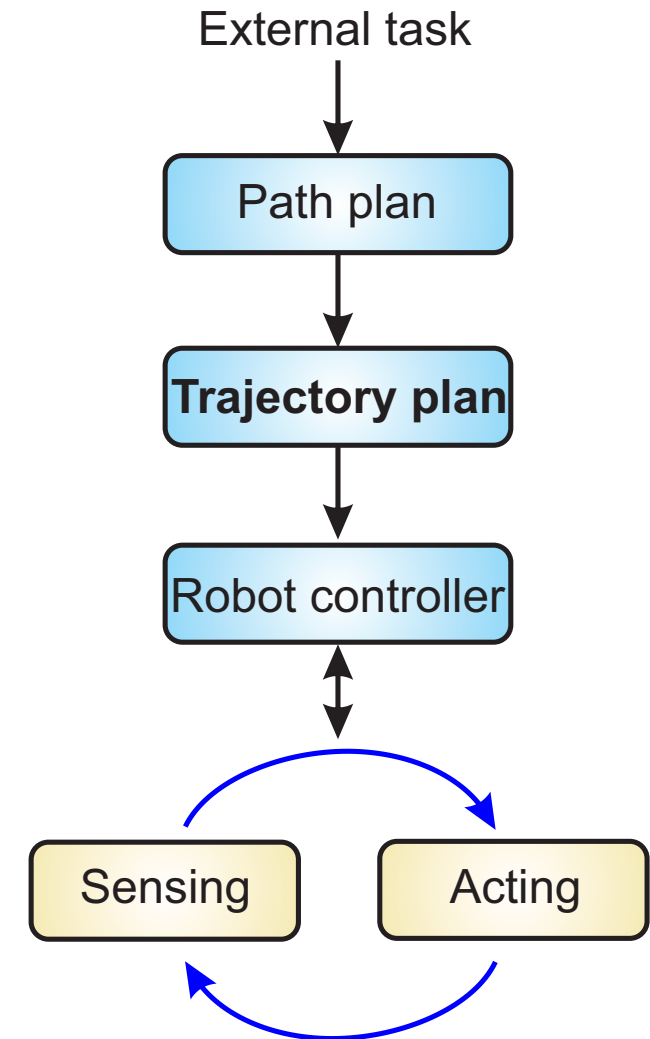 External task
Path plan
Trajectory plan
Robot controller
Sensing
Acting